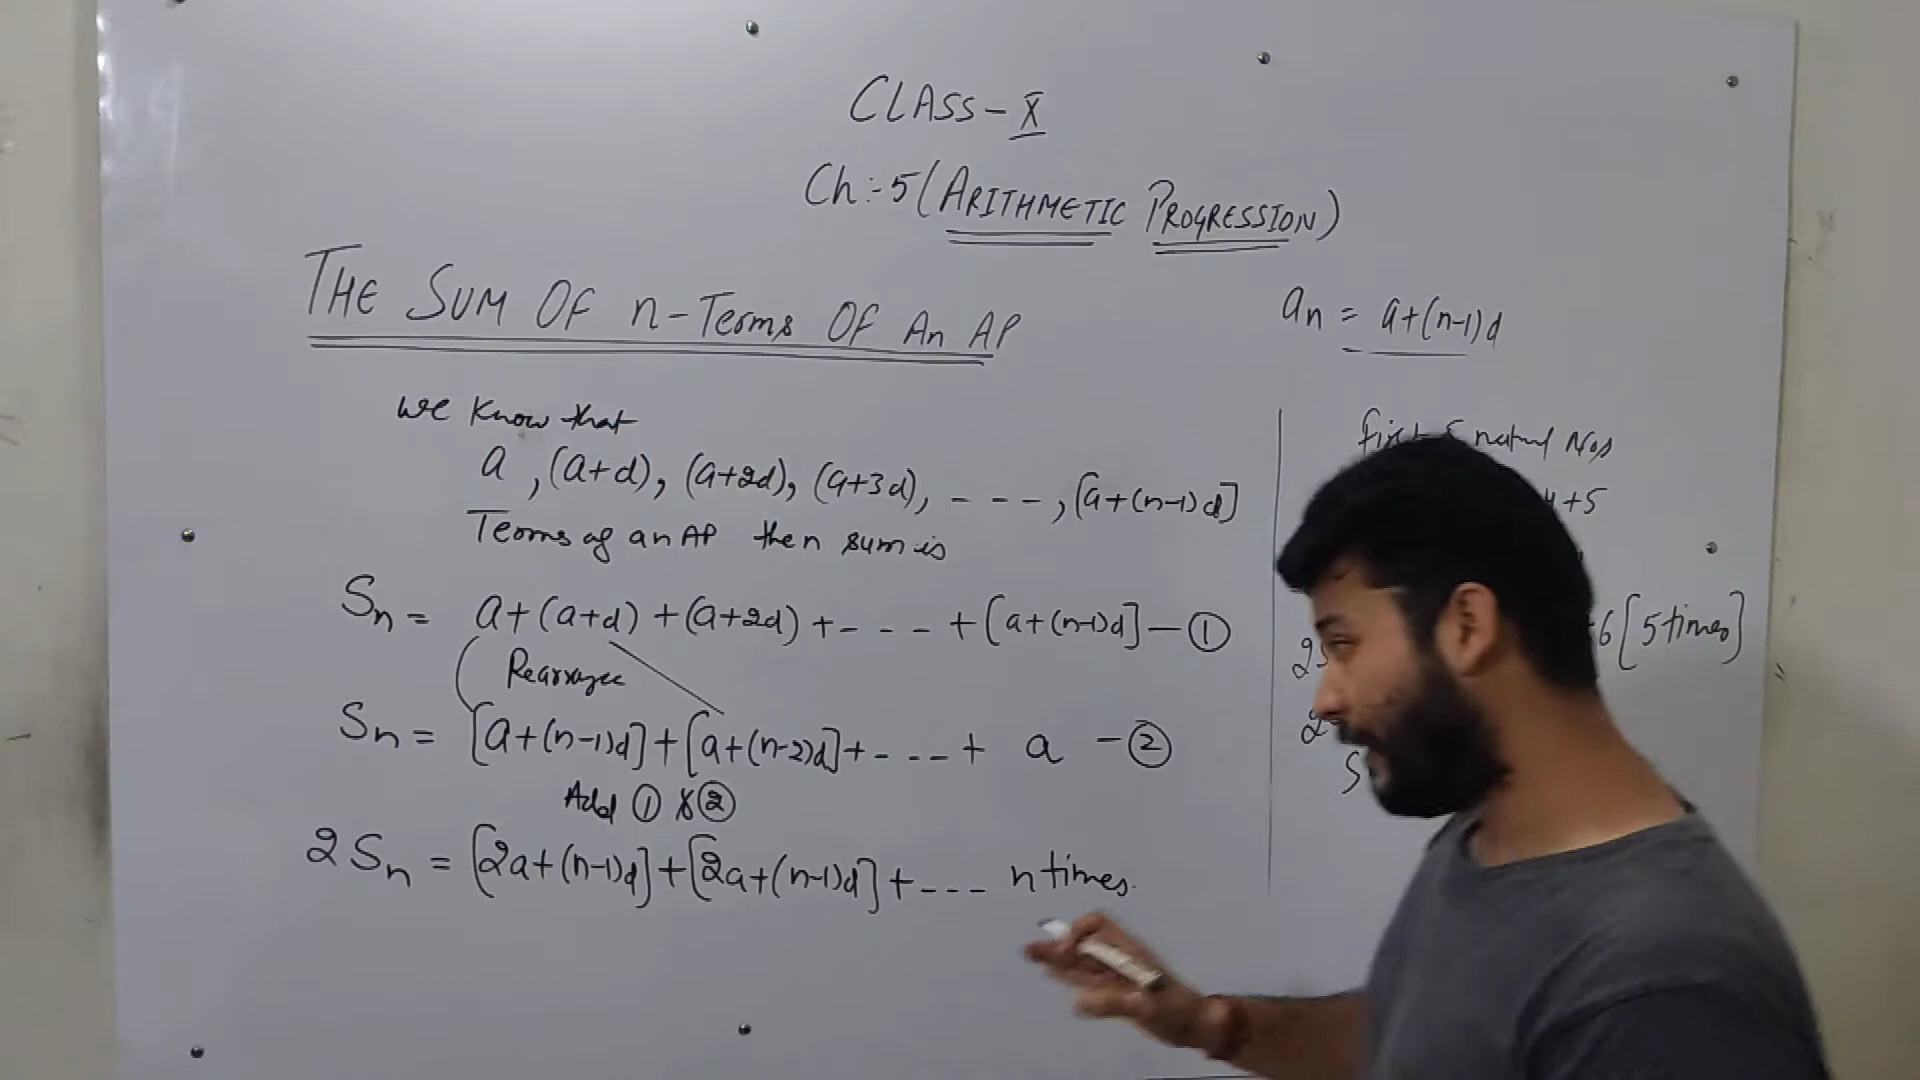 CLASS - X
Ch :- 5 (ARITHMETIC PROGRESSION)
THE SUM OF n-Terms OF An AP
we know that
a , (a+d), (a+2d), (a+3d), - - - - , [a+(n-1)d]
Terms of an AP then sum is
Sn = a+(a+d) +(a+2d) +- - - - +[a+(n-1)d] — ①
Rearrange
Sn = [a+(n-1)d]+[a+(n-2)d]+- - - - + a - ②
Add ① & ②
2Sn = [2a+(n-1)d]+[2a+(n-1)d]+- - - n times.
an = a+(n-1)d
first 5 natural Nos
+5
6 [5 times]
2S
2
S